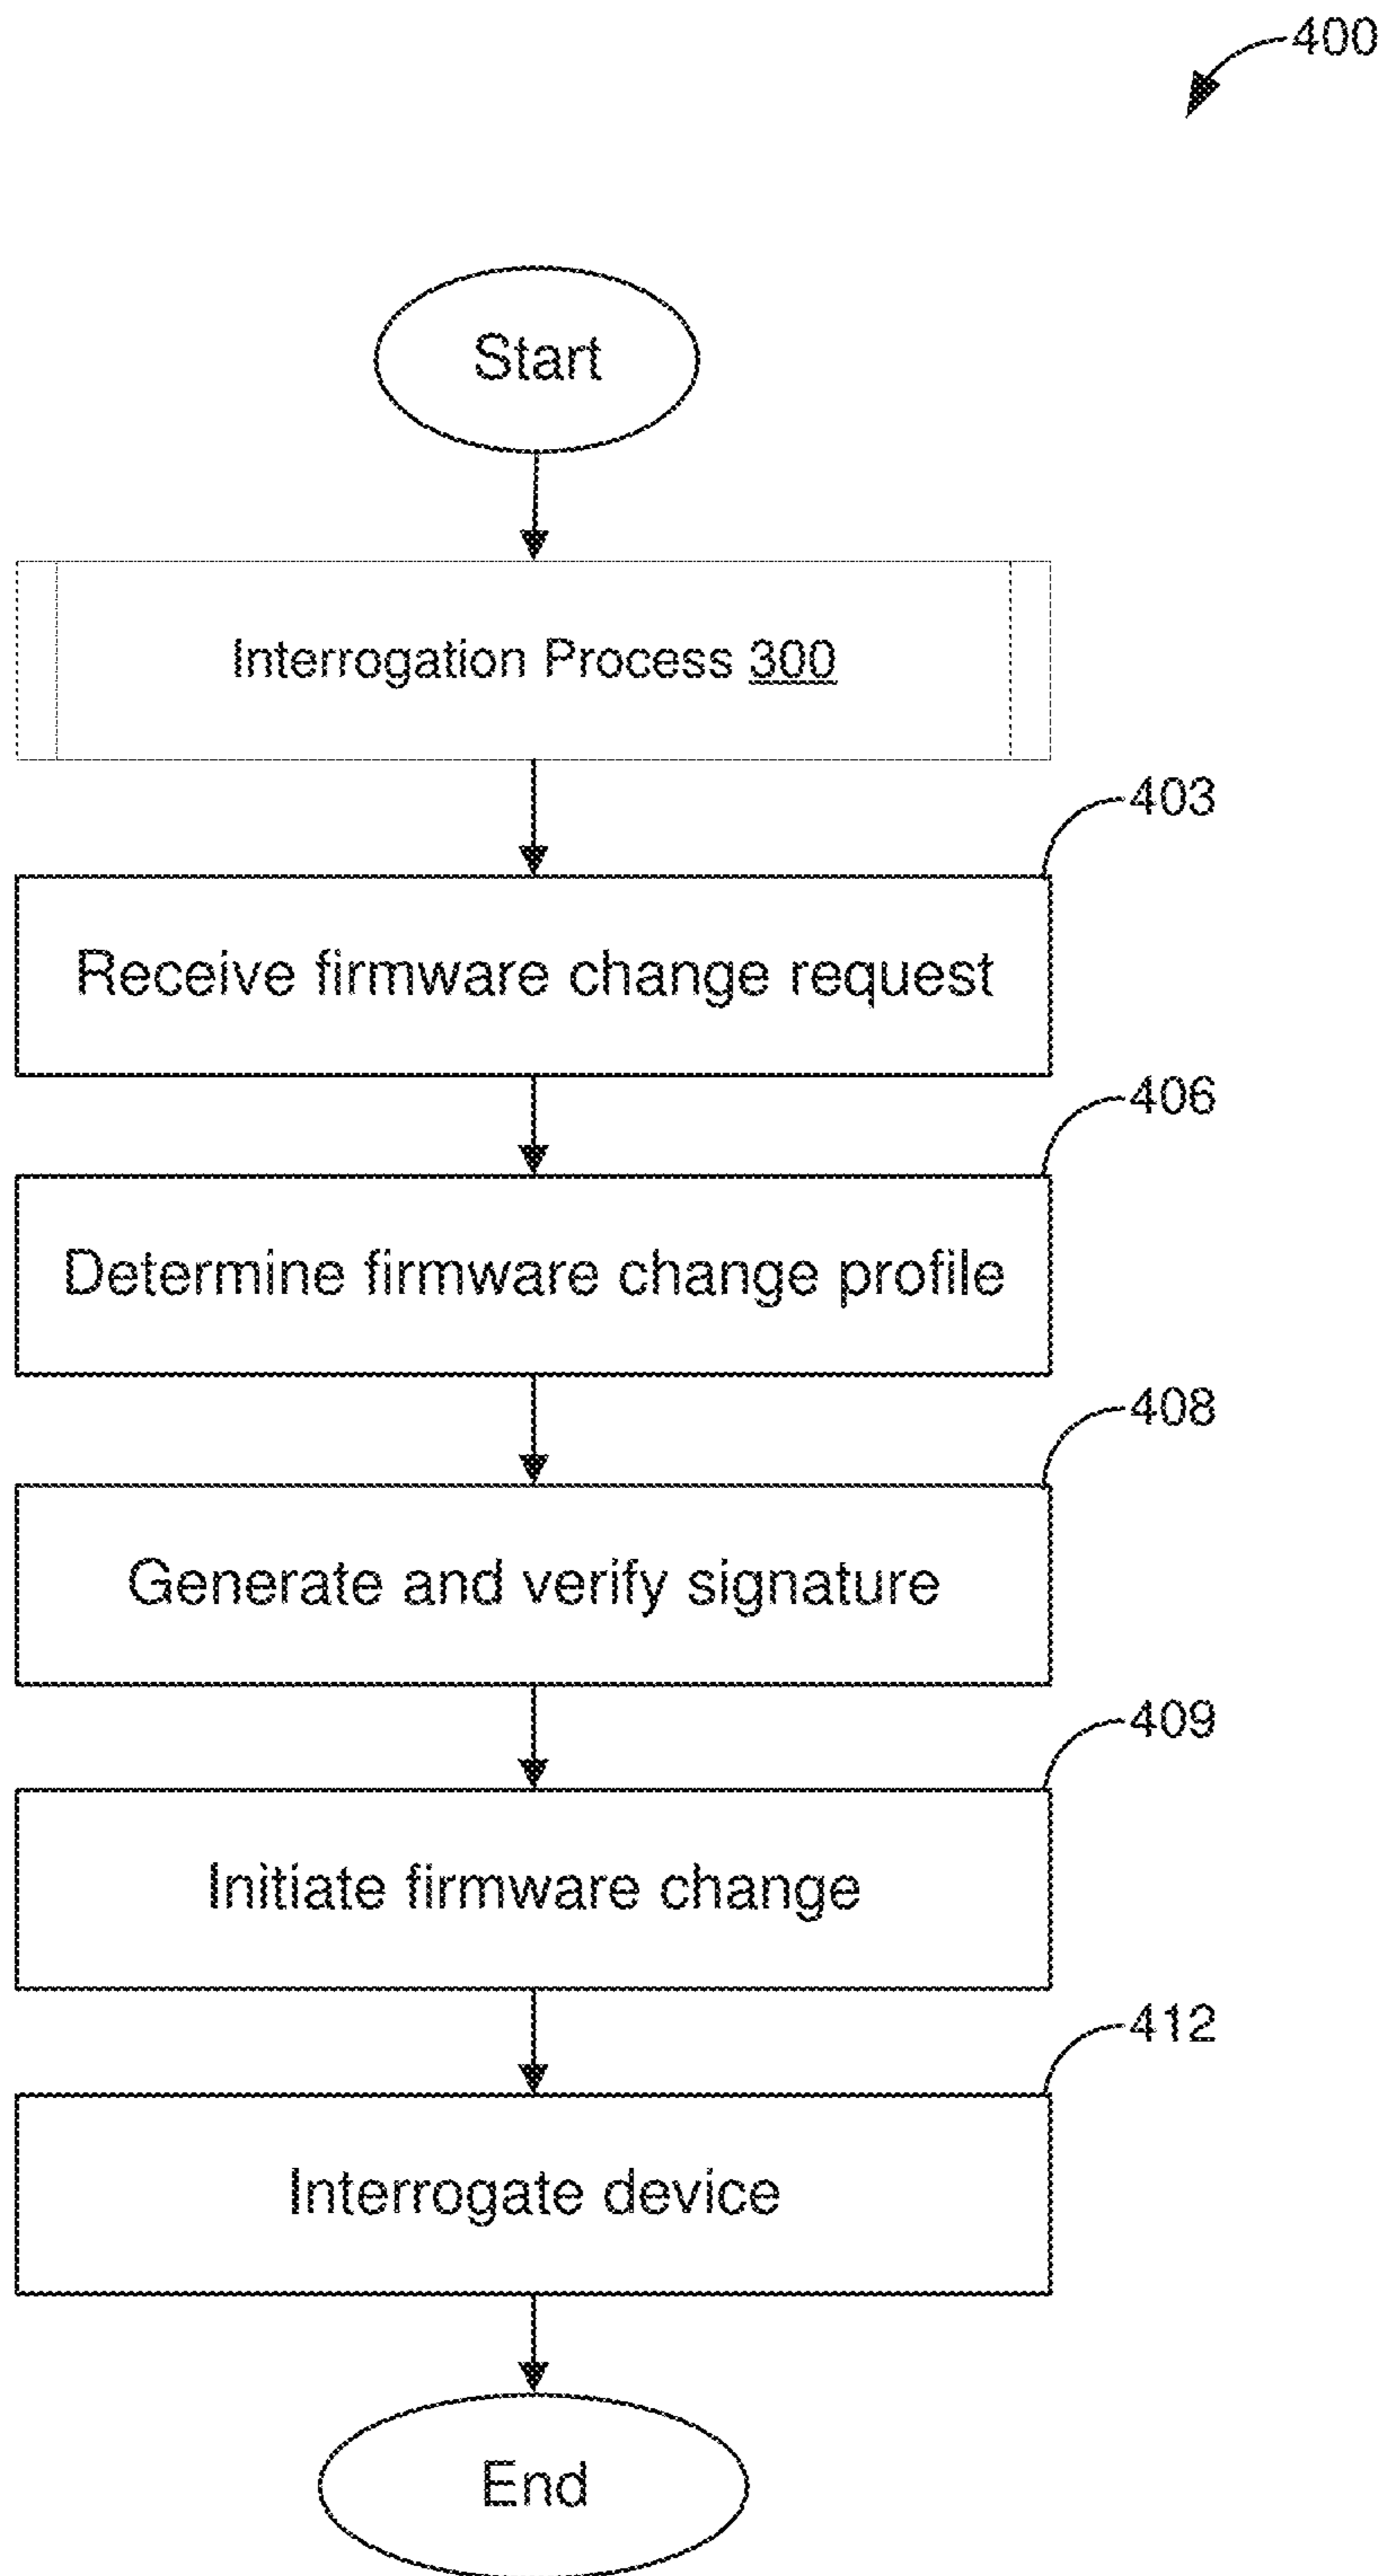 400
Start
Interrogation Process 300
403
Receive firmware change request
406
Determine firmware change profile
408
Generate and verify signature
409
Initiate firmware change
412
Interrogate device
End